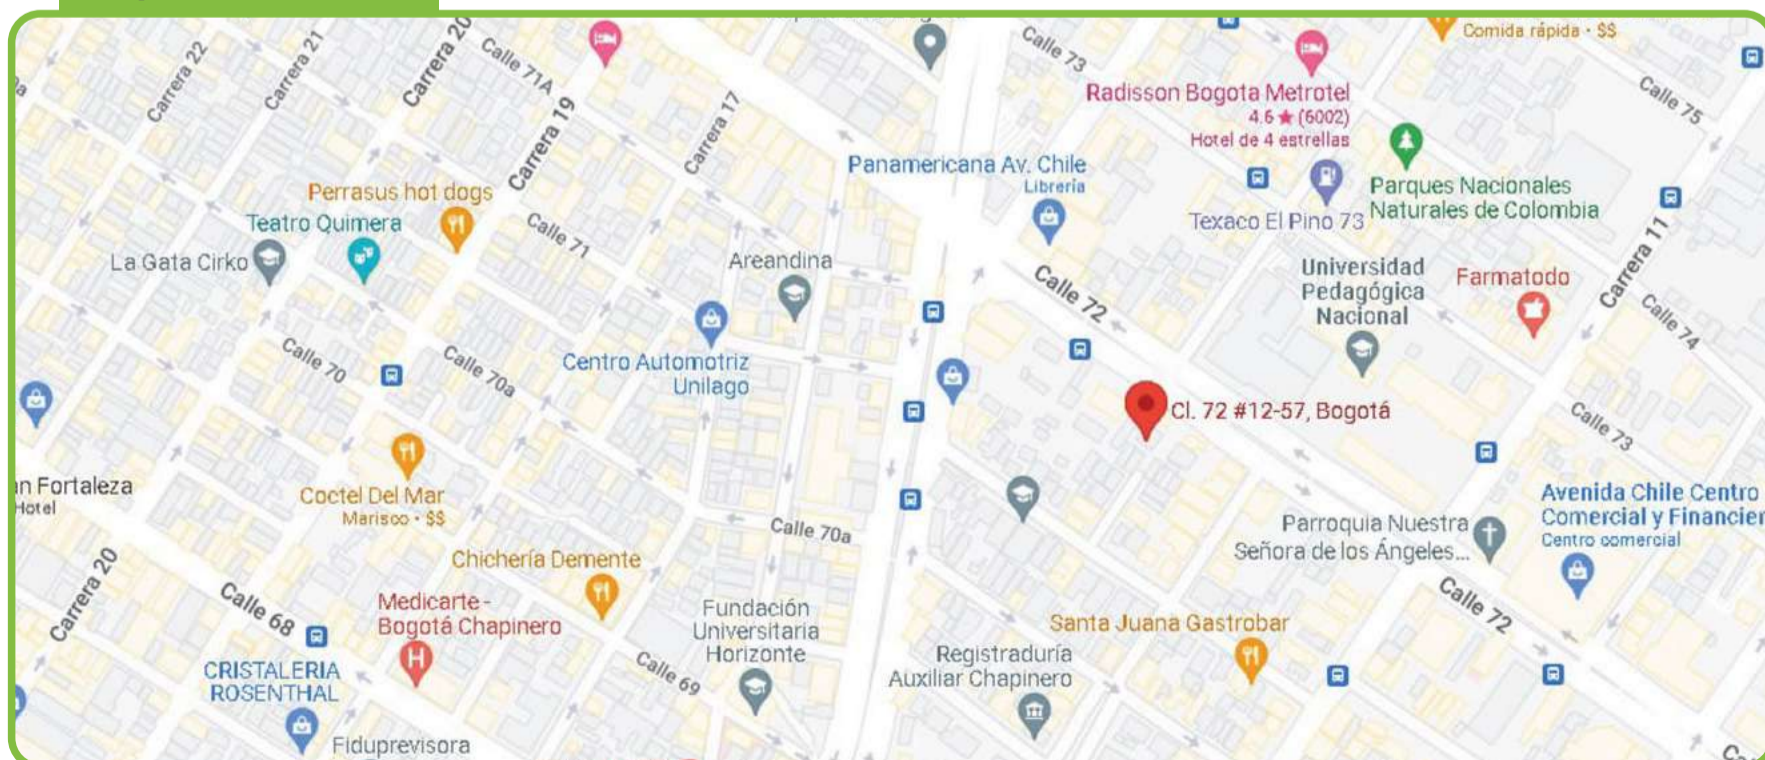 Comida rápida · $$
Carrera 22
Carrera 21
Carrera 20
Calle 71A
Carrera 19
Carrera 17
Calle 73
Calle 75
Radisson Bogota Metrotel
4.6 ★ (6002)
Hotel de 4 estrellas
Panamericana Av. Chile
Librería
Parques Nacionales
Naturales de Colombia
Texaco El Pino 73
Perrasus hot dogs
Teatro Quimera
La Gata Cirko
Calle 71
Areandina
Calle 72
Universidad
Pedagógica
Nacional
Farmatodo
Carrera 11
Calle 74
Calle 70
Calle 70a
Centro Automotriz
Unilago
Cl. 72 #12-57, Bogotá
Calle 73
n Fortaleza
Hotel
Coctel Del Mar
Marisco · $$
Calle 70a
Parroquia Nuestra
Señora de los Ángeles...
Avenida Chile Centro
Comercial y Financier
Centro comercial
Chichería Demente
Carrera 20
Calle 68
Medicarte -
Bogotá Chapinero
Fundación
Universitaria
Horizonte
Calle 72
Santa Juana Gastrobar
Registraduría
Auxiliar Chapinero
Calle 69
CRISTALERIA
ROSENTHAL
Fiduprevisora